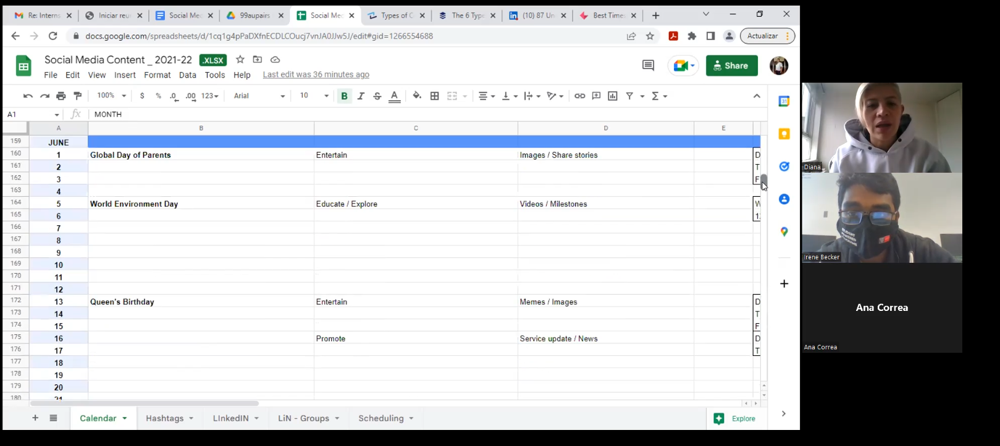 Re: Interns
Iniciar reu
Social Me
99aupairs
Social Me
Types of C
The 6 Type
(10) 87 Un
Best Time
docs.google.com/spreadsheets/d/1cq1g4pPaDXfnECDLCOucj7vnJA0JJw5J/edit#gid=1266554688
Actualizar
Social Media Content _ 2021-22 .XLSX
Share
File Edit View Insert Format Data Tools Help Last edit was 36 minutes ago
100% $ % .0 .00 123 Arial 10 B I S A
31
A1 fx MONTH
A B C D E
159 JUNE
160 1 Global Day of Parents Entertain Images / Share stories D
161 2 T
162 3 F
163 4
164 5 World Environment Day Educate / Explore Videos / Milestones W
165 6 1
166 7
167 8
168 9
169 10
170 11
171 12
172 13 Queen's Birthday Entertain Memes / Images D
173 14 T
174 15 F
175 16 Promote Service update / News D
176 17 T
177 18
178 19
179 20
180 21
Calendar Hashtags LInkedIN LiN - Groups Scheduling Explore
Diana
STUDENT
POWERED
PROGRAMS
Irene Becker
Ana Correa
Ana Correa